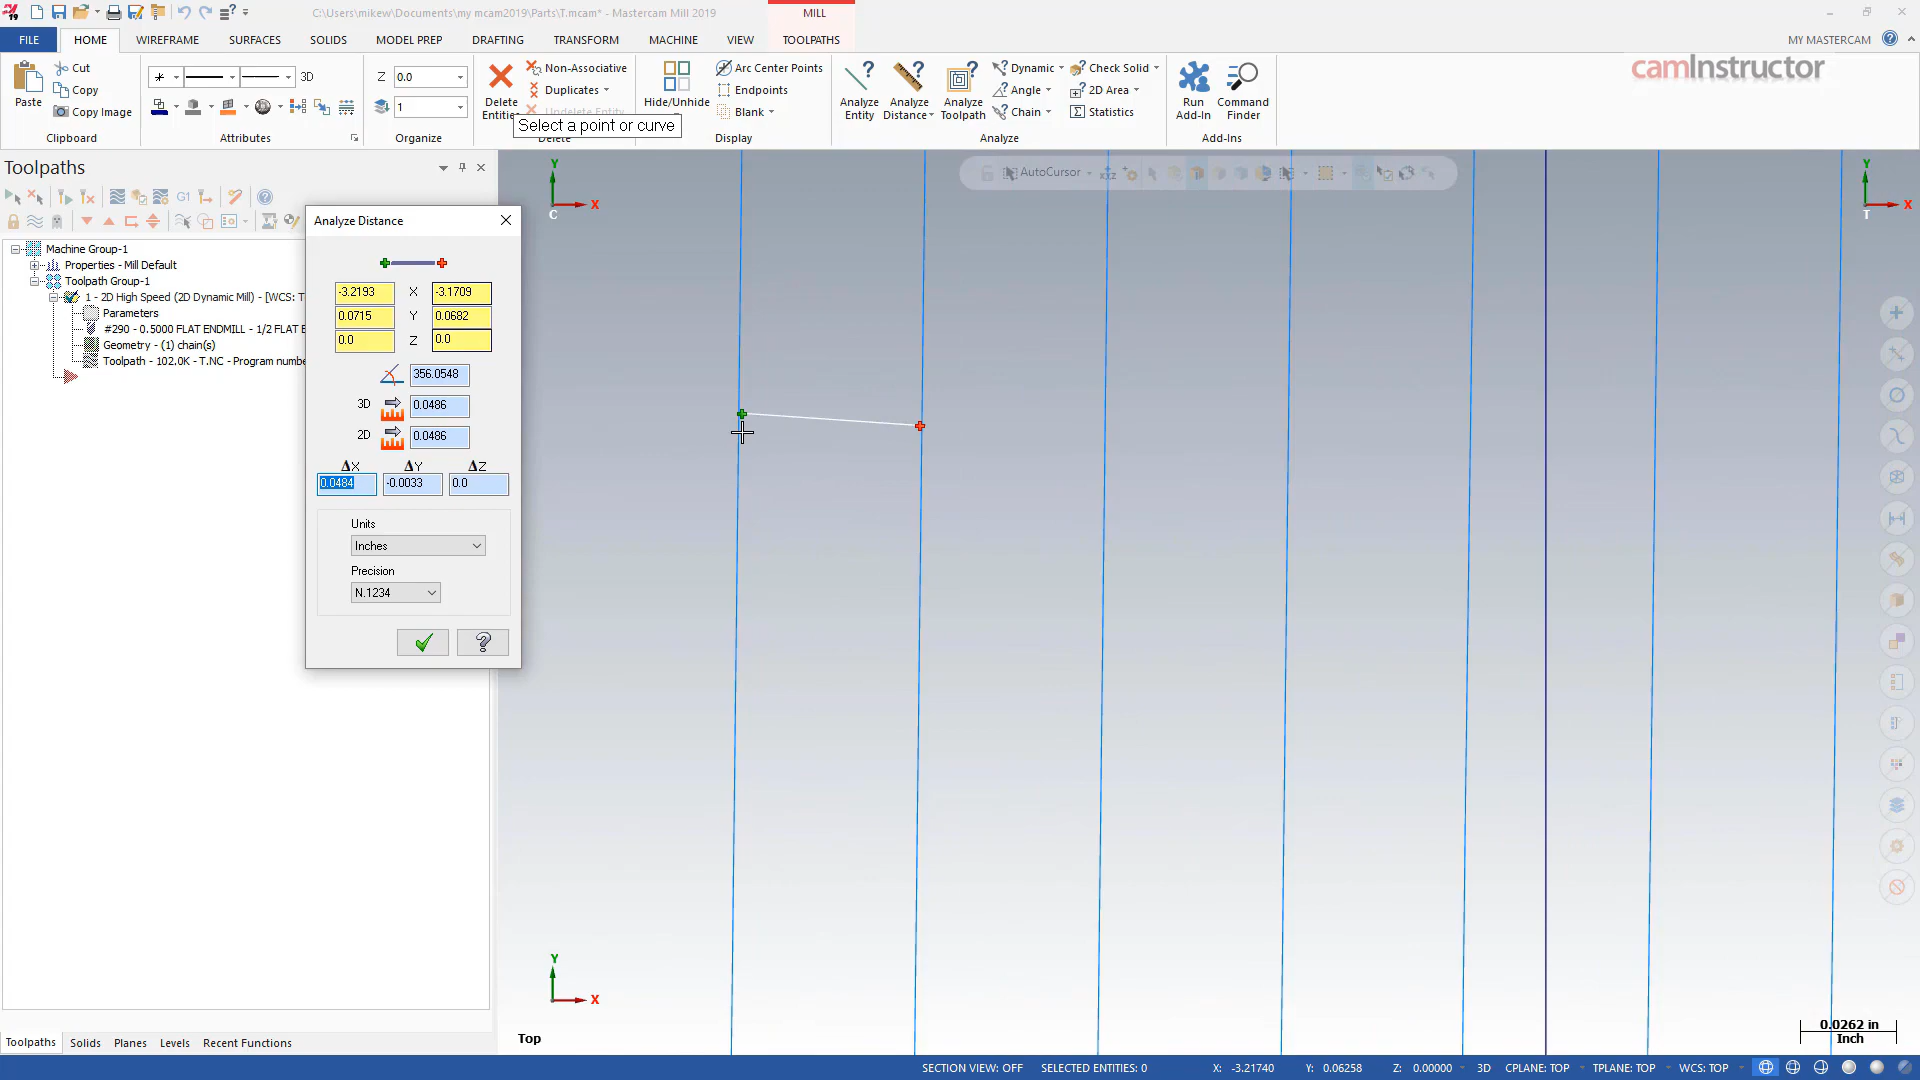 C:\Users\mikew\Documents\my mcam2019\Parts\T.mcam* - Mastercam Mill 2019
MILL
FILE
HOME
WIREFRAME
SURFACES
SOLIDS
MODEL PREP
DRAFTING
TRANSFORM
MACHINE
VIEW
TOOLPATHS
MY MASTERCAM
Paste
Cut
Copy
Copy Image
Clipboard
3D
Attributes
Z
0.0
1
Organize
Delete Entities
Non-Associative
Duplicates
Undelete Entity
Delete
Select a point or curve
Hide/Unhide
Arc Center Points
Endpoints
Blank
Display
Analyze Entity
Analyze Distance
Analyze Toolpath
Dynamic
Angle
Chain
Check Solid
2D Area
Statistics
Analyze
Run Add-In
Command Finder
Add-Ins
camInstructor
Toolpaths
G1
Machine Group-1
Properties - Mill Default
Toolpath Group-1
1 - 2D High Speed (2D Dynamic Mill) - [WCS: T
Parameters
#290 - 0.5000 FLAT ENDMILL - 1/2 FLAT E
Geometry - (1) chain(s)
Toolpath - 102.0K - T.NC - Program numbe
Analyze Distance
-3.2193 X -3.1709
0.0715 Y 0.0682
0.0 Z 0.0
356.0548
3D 0.0486
2D 0.0486
ΔX ΔY ΔZ
0.0484 -0.0033 0.0
Units
Inches
Precision
N.1234
AutoCursor
Y
X
C
Y
X
T
Y
X
Top
0.0262 in
Inch
Toolpaths
Solids
Planes
Levels
Recent Functions
SECTION VIEW: OFF
SELECTED ENTITIES: 0
X: -3.21740
Y: 0.06258
Z: 0.00000
3D
CPLANE: TOP
TPLANE: TOP
WCS: TOP